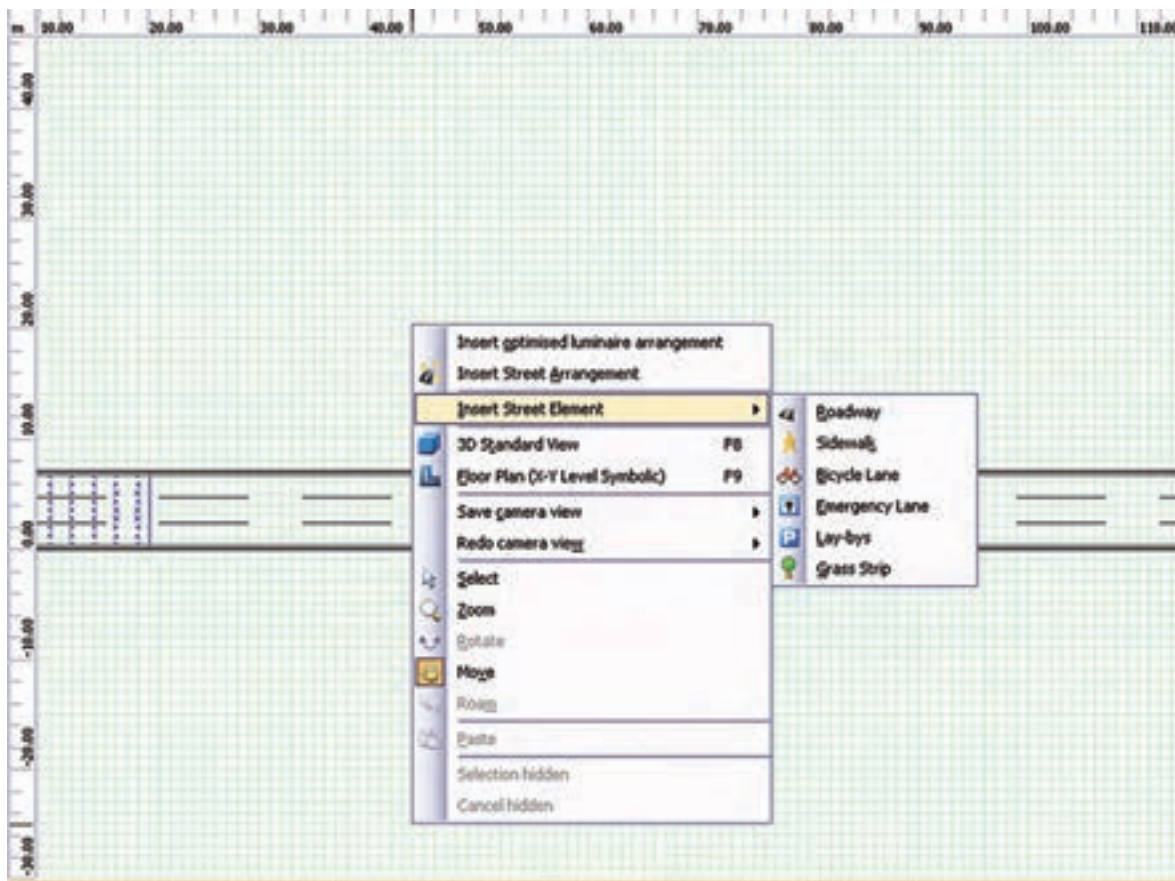 m 10.00 20.00 30.00 40.00 50.00 60.00 70.00 80.00 90.00 100.00 110.00
40.00
30.00
20.00
10.00
0.00
-10.00
-20.00
-30.00
Insert optimised luminaire arrangement
Insert Street Arrangement
Insert Street Element
3D Standard View F8
Floor Plan (X-Y Level Symbolic) F9
Save camera view
Redo camera view
Select
Zoom
Rotate
Move
Roam
Paste
Selection hidden
Cancel hidden
Roadway
Sidewalk
Bicycle Lane
Emergency Lane
P Lay-bys
Grass Strip